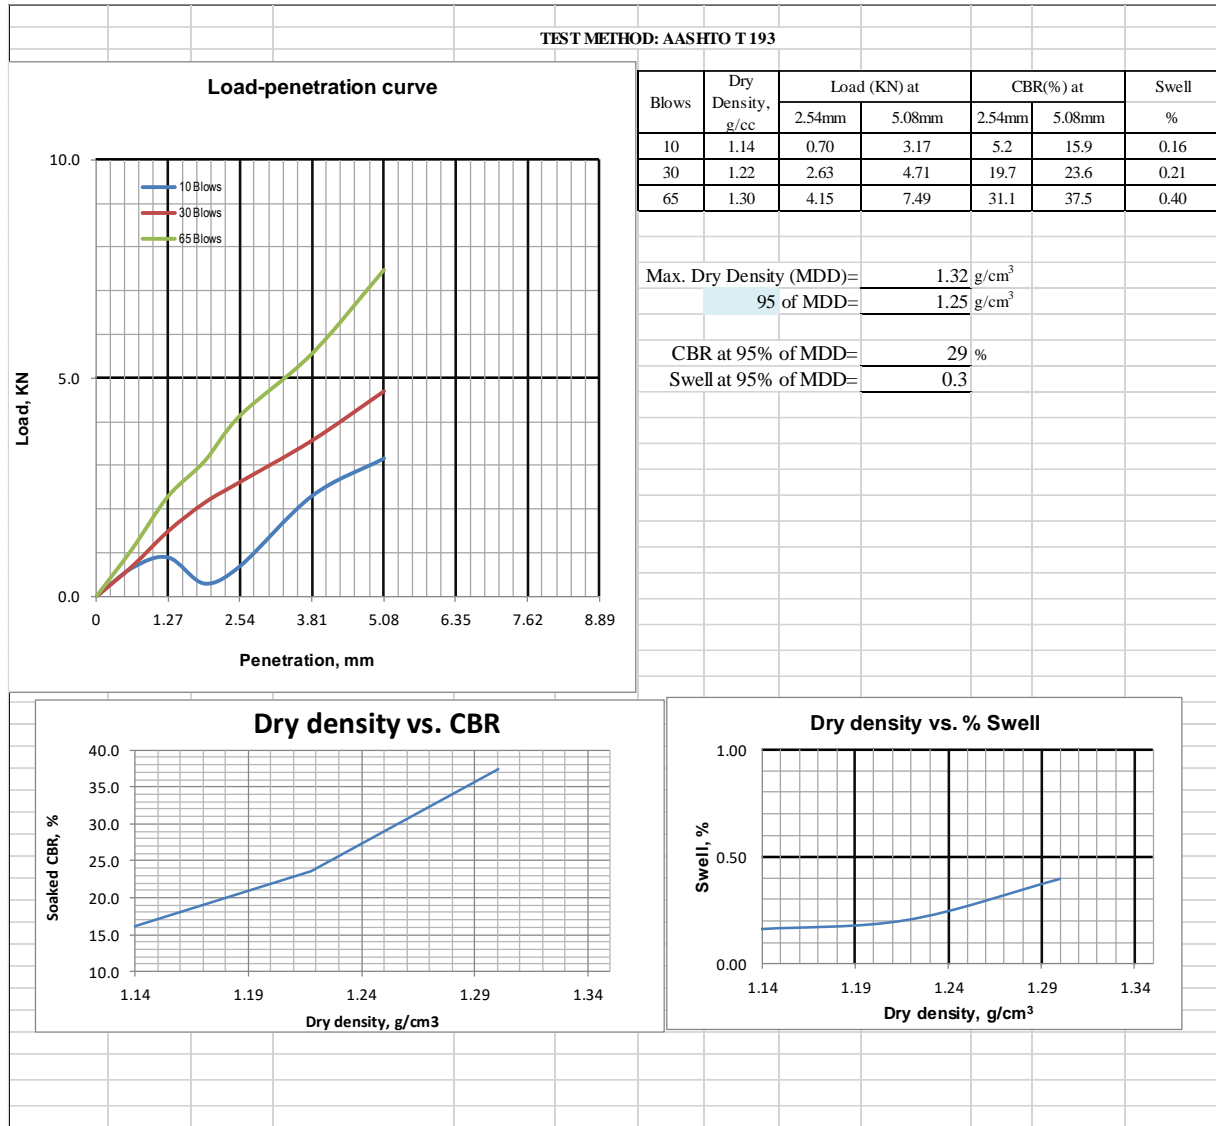 TEST METHOD: AASHTO T 193
Load-penetration curve
10.0
5.0
0.0
10 Blows
30 Blows
65 Blows
Load, KN
0 1.27 2.54 3.81 5.08 6.35 7.62 8.89
Penetration, mm
Blows Dry Density, g/cc Load (KN) at CBR(%) at Swell
2.54mm 5.08mm 2.54mm 5.08mm %
10 1.14 0.70 3.17 5.2 15.9 0.16
30 1.22 2.63 4.71 19.7 23.6 0.21
65 1.30 4.15 7.49 31.1 37.5 0.40
Max. Dry Density (MDD)= 1.32 g/cm³
95 of MDD= 1.25 g/cm³
CBR at 95% of MDD= 29 %
Swell at 95% of MDD= 0.3
Dry density vs. CBR
40.0
35.0
30.0
25.0
20.0
15.0
10.0
Soaked CBR, %
1.14 1.19 1.24 1.29 1.34
Dry density, g/cm3
Dry density vs. % Swell
1.00
0.50
0.00
Swell, %
1.14 1.19 1.24 1.29 1.34
Dry density, g/cm³